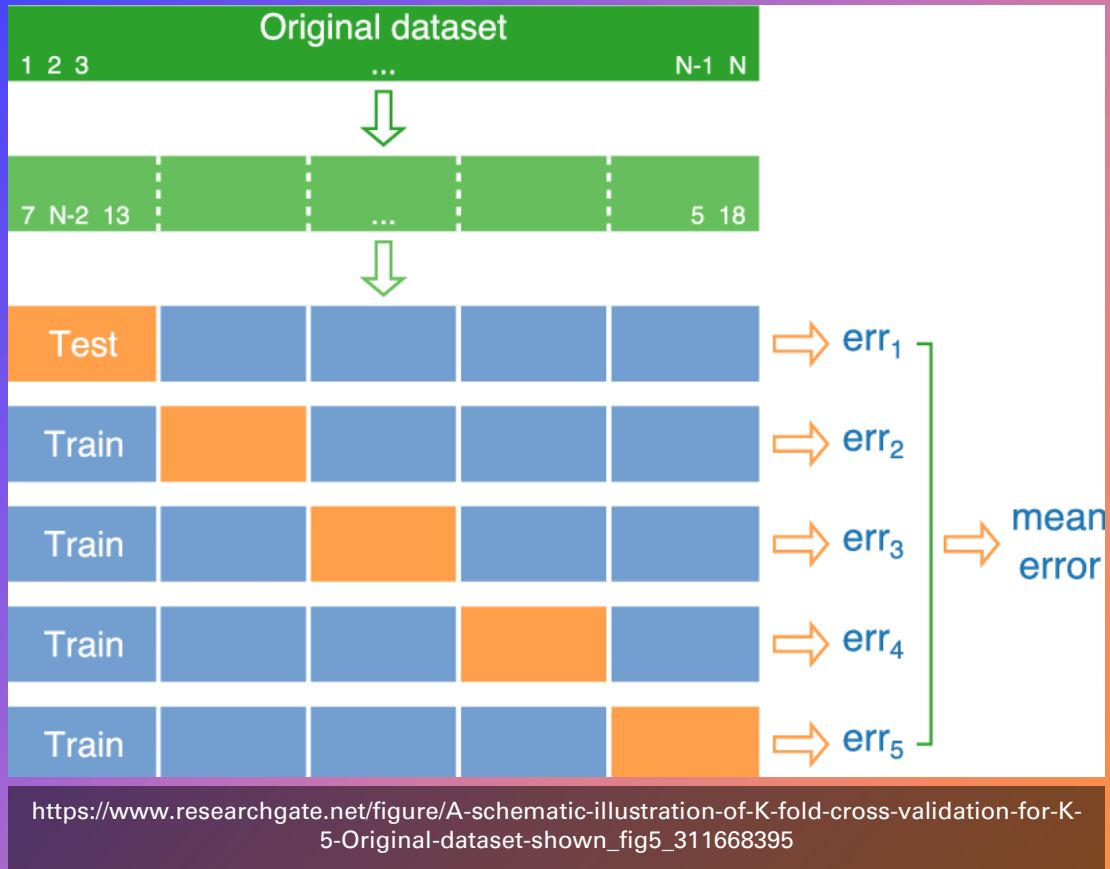 Original dataset
1 2 3 ... N-1 N
7 N-2 13 ... 5 18
Test err₁
Train err₂
Train err₃
mean
error
Train err₄
Train err₅
https://www.researchgate.net/figure/A-schematic-illustration-of-K-fold-cross-validation-for-K-
5-Original-dataset-shown_fig5_311668395